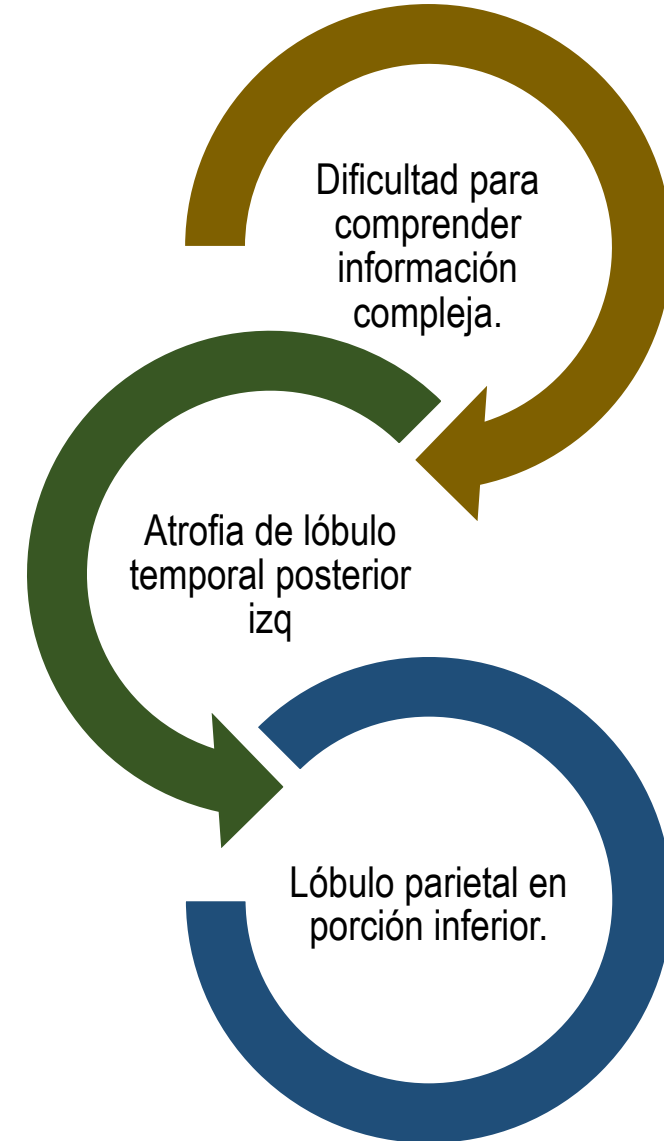 Dificultad para
comprender
información
compleja.
Atrofia de lóbulo
temporal posterior
izq
Lóbulo parietal en
porción inferior.